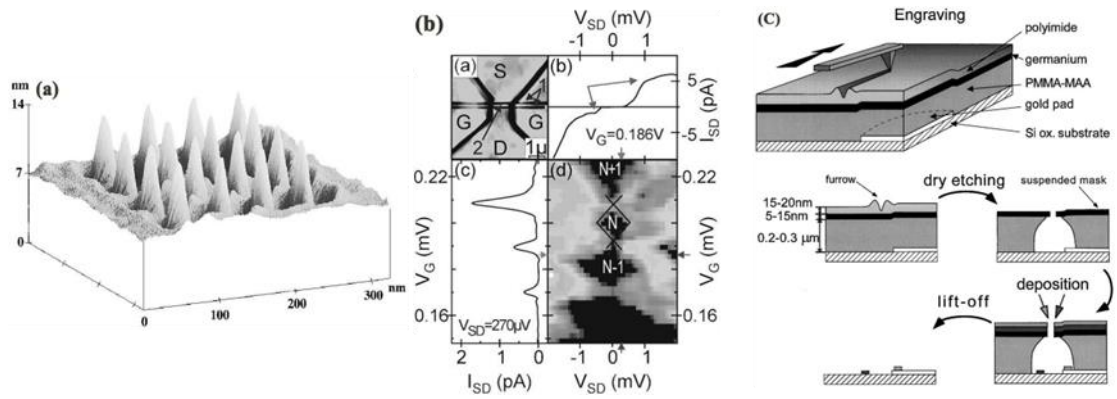 (a)
nm
14
7
0
0
100
200
300
nm
(b)
V_SD (mV)
-1 0 1
(a)
S
1
G
G
2
D
1μ
(b)
5
-5
I_SD (pA)
V_G=0.186V
(c)
0.22
0.16
V_G (mV)
V_SD=270μV
2 1 0
I_SD (pA)
(d)
N+1
N
N-1
0.22
0.16
V_G (mV)
-1 0 1
V_SD (mV)
(C)
Engraving
polyimide
germanium
PMMA-MAA
gold pad
Si ox. substrate
furrow
15-20nm
5-15nm
0.2-0.3 μm
dry etching
suspended mask
deposition
lift-off